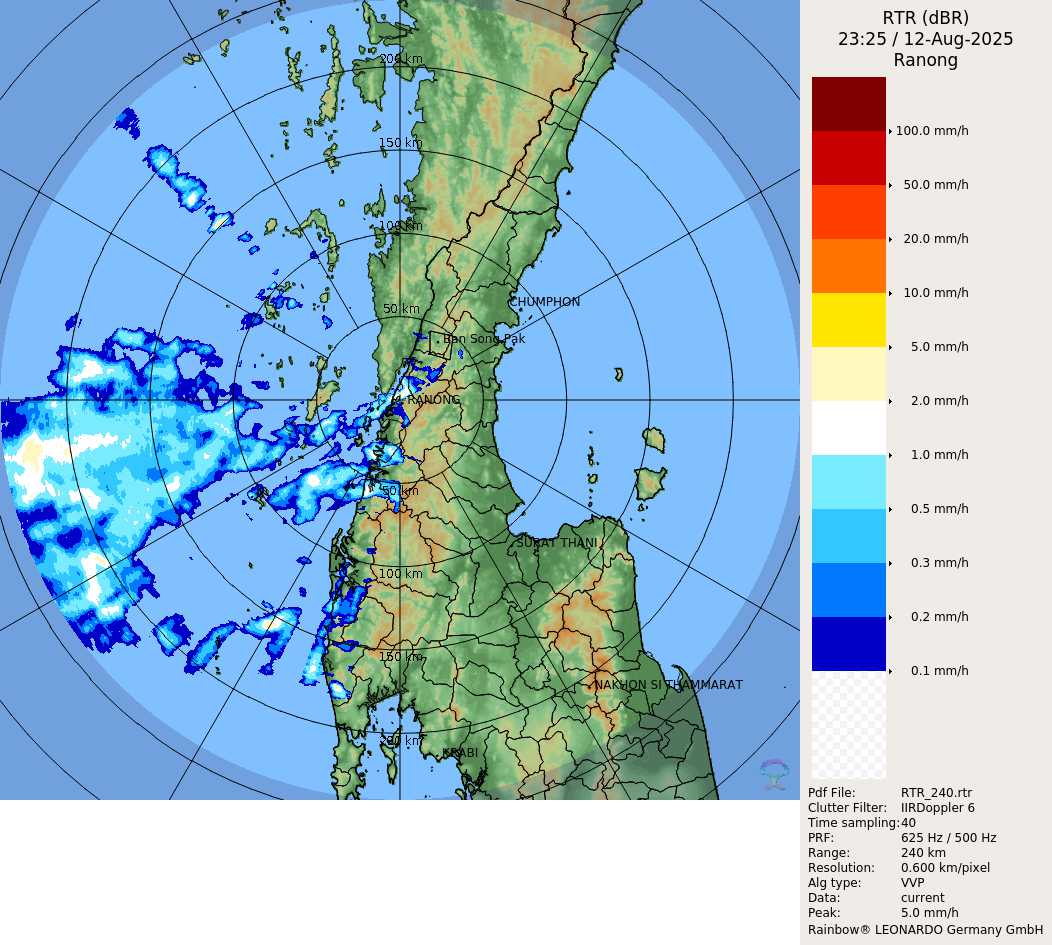 RTR (dBR)
23:25 / 12-Aug-2025
Ranong
100.0 mm/h
50.0 mm/h
20.0 mm/h
10.0 mm/h
5.0 mm/h
2.0 mm/h
1.0 mm/h
0.5 mm/h
0.3 mm/h
0.2 mm/h
0.1 mm/h
200 km
150 km
100 km
50 km
CHUMPHON
Ban Song Pak
RANONG
50 km
SURAT THANI
100 km
150 km
NAKHON SI THAMMARAT
200 km
KRABI
Pdf File: RTR_240.rtr
Clutter Filter: IIRDoppler 6
Time sampling: 40
PRF: 625 Hz / 500 Hz
Range: 240 km
Resolution: 0.600 km/pixel
Alg type: VVP
Data: current
Peak: 5.0 mm/h
Rainbow® LEONARDO Germany GmbH